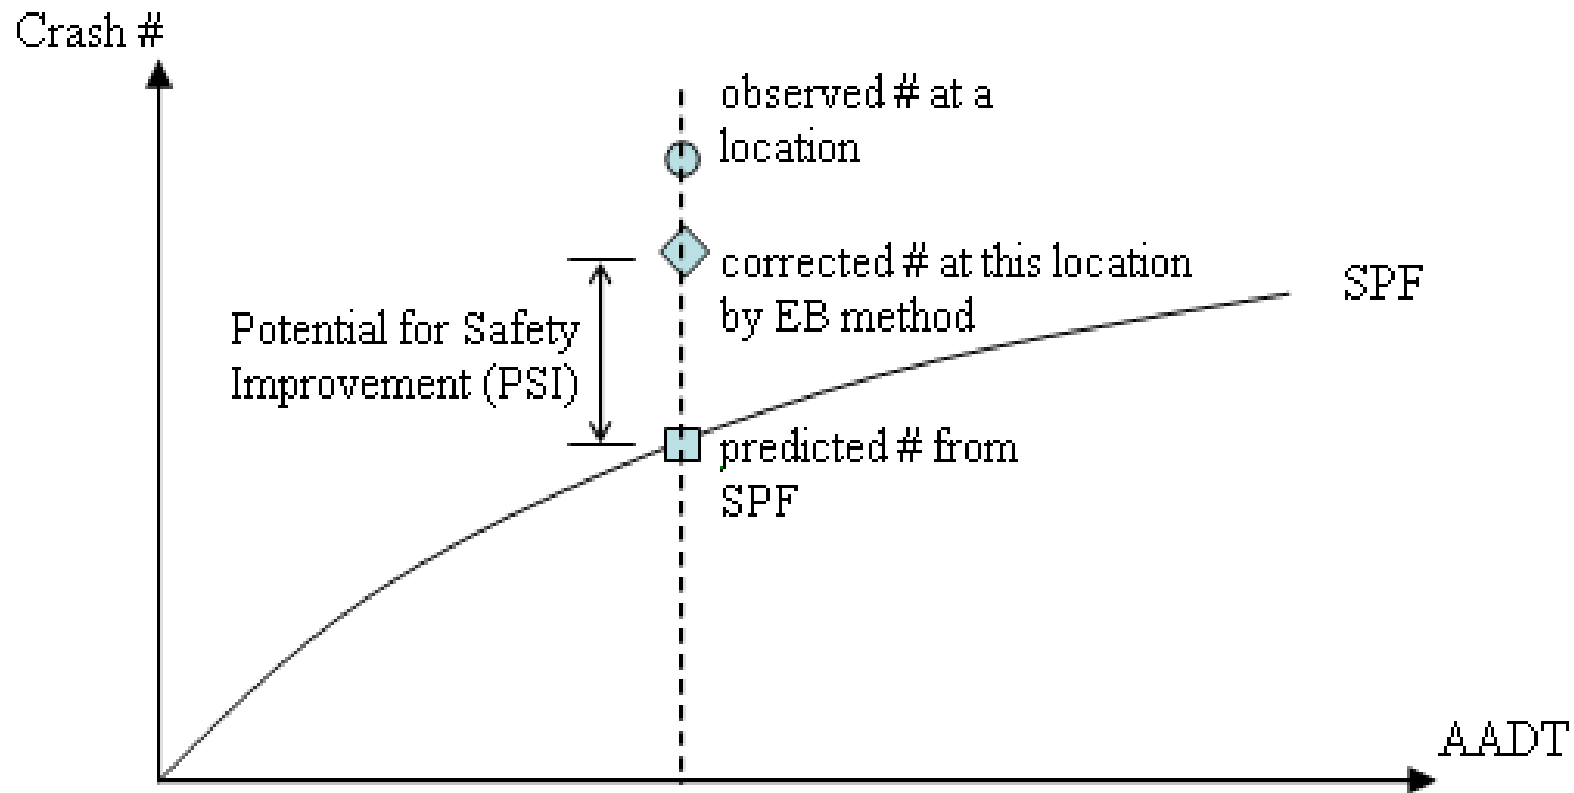 Crash #
observed # at a
location
corrected # at this location
by EB method
SPF
Potential for Safety
Improvement (PSI)
predicted # from
SPF
AADT